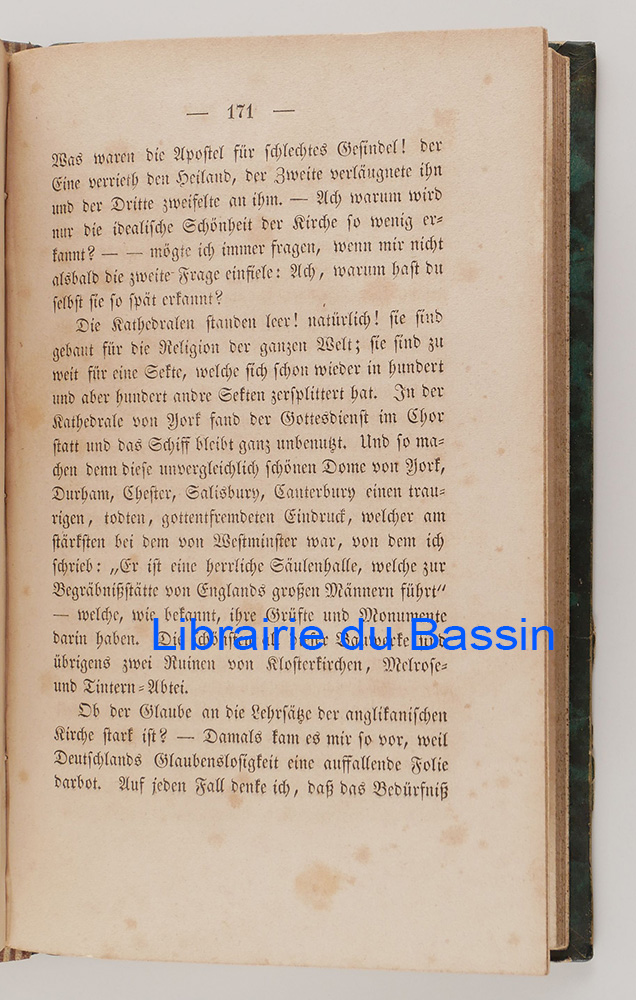 — 171 —
Was waren die Apostel für schlechtes Gesindel! der
Eine verrieth den Heiland, der Zweite verläugnete ihn
und der Dritte zweifelte an ihm. — Ach warum wird
nur die idealische Schönheit der Kirche so wenig er-
kannt? — — mögte ich immer fragen, wenn mir nicht
alsbald die zweite Frage einfiele: Ach, warum hast du
selbst sie so spät erkannt?
Die Kathedralen standen leer! natürlich! sie sind
gebaut für die Religion der ganzen Welt; sie sind zu
weit für eine Sekte, welche sich schon wieder in hundert
und aber hundert andre Sekten zersplittert hat. In der
Kathedrale von York fand der Gottesdienst im Chor
statt und das Schiff bleibt ganz unbenutzt. Und so ma-
chen denn diese unvergleichlich schönen Dome von York,
Durham, Chester, Salisbury, Canterbury einen trau-
rigen, todten, gottentfremdeten Eindruck, welcher am
stärksten bei dem von Westminster war, von dem ich
schrieb: „Er ist eine herrliche Säulenhalle, welche zur
Begräbnißstätte von Englands großen Männern führt"
— welche, wie bekannt, ihre Grüfte und Monumente
darin haben. Die schönsten all dieser Bauwerke sind
Librairie du Bassin
übrigens zwei Ruinen von Klosterkirchen, Melrose-
und Tintern-Abtei.
Ob der Glaube an die Lehrsätze der anglikanischen
Kirche stark ist? — Damals kam es mir so vor, weil
Deutschlands Glaubenslosigkeit eine auffallende Folie
darbot. Auf jeden Fall denke ich, daß das Bedürfniß